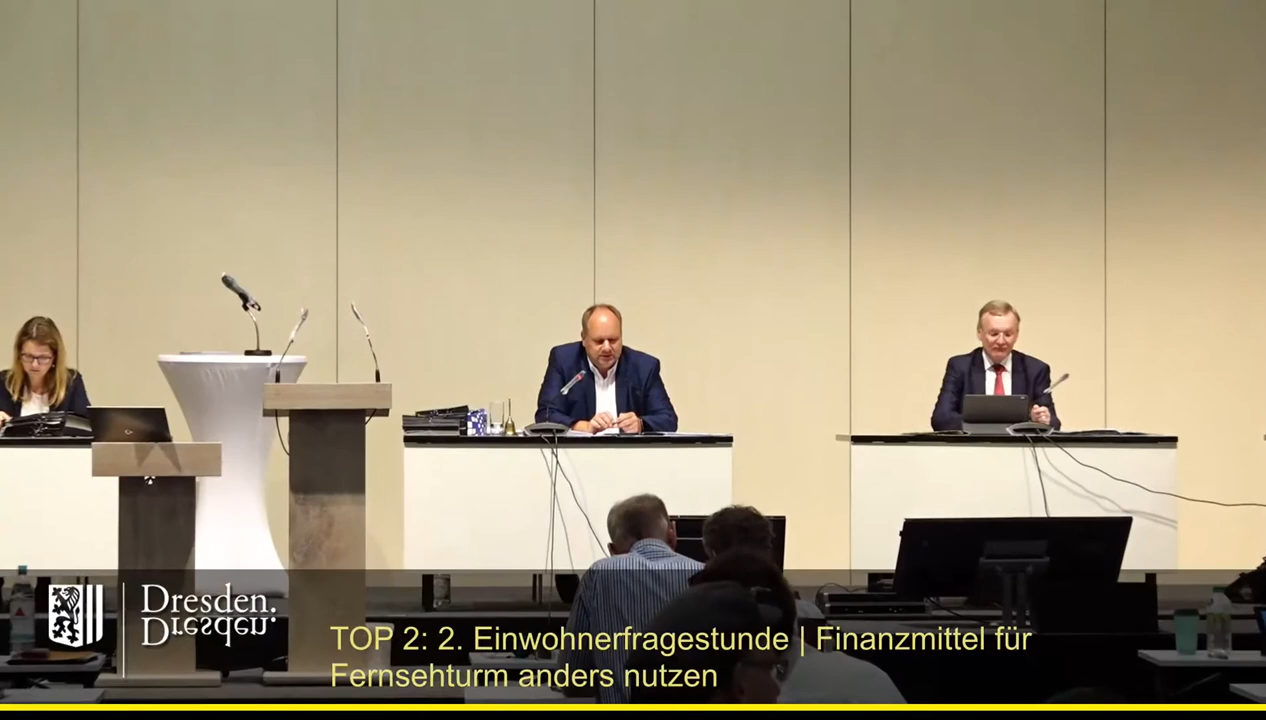 Dresden.
Dresden.
TOP 2: 2. Einwohnerfragestunde | Finanzmittel für
Fernsehturm anders nutzen